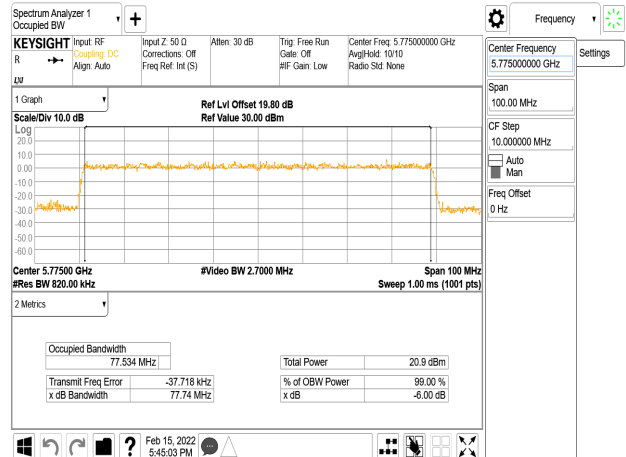 Spectrum Analyzer 1
Occupied BW
Frequency
KEYSIGHT
R
Input: RF
Coupling: DC
Align: Auto
Input Z: 50 Ω
Corrections: Off
Freq Ref: Int (S)
Atten: 30 dB
Trig: Free Run
Gate: Off
#IF Gain: Low
Center Freq: 5.775000000 GHz
Avg|Hold: 10/10
Radio Std: None
Center Frequency
5.775000000 GHz
Settings
Span
100.00 MHz
CF Step
10.000000 MHz
Auto
Man
Freq Offset
0 Hz
1 Graph
Scale/Div 10.0 dB
Ref Lvl Offset 19.80 dB
Ref Value 30.00 dBm
Log
20.0
10.0
0.00
-10.0
-20.0
-30.0
-40.0
-50.0
-60.0
Center 5.77500 GHz
#Video BW 2.7000 MHz
Span 100 MHz
#Res BW 820.00 kHz
Sweep 1.00 ms (1001 pts)
2 Metrics
Occupied Bandwidth
77.534 MHz
Total Power 20.9 dBm
Transmit Freq Error -37.718 kHz
% of OBW Power 99.00 %
x dB Bandwidth 77.74 MHz
x dB -6.00 dB
?
Feb 15, 2022
5:45:03 PM